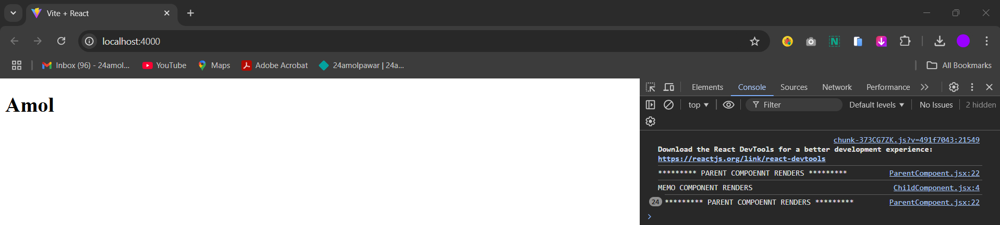 Vite + React
localhost:4000
Inbox (96) - 24amol... YouTube Maps Adobe Acrobat 24amolpawar | 24a... All Bookmarks
Amol
Elements Console Sources Network Performance
top Filter Default levels No Issues 2 hidden
chunk-373CG7ZK.js?v=491f7043:21549
Download the React DevTools for a better development experience:
https://reactjs.org/link/react-devtools
********* PARENT COMPOENNT RENDERS ********* ParentCompoent.jsx:22
MEMO COMPONENT RENDERS ChildComponent.jsx:4
24 ********* PARENT COMPOENNT RENDERS ********* ParentCompoent.jsx:22